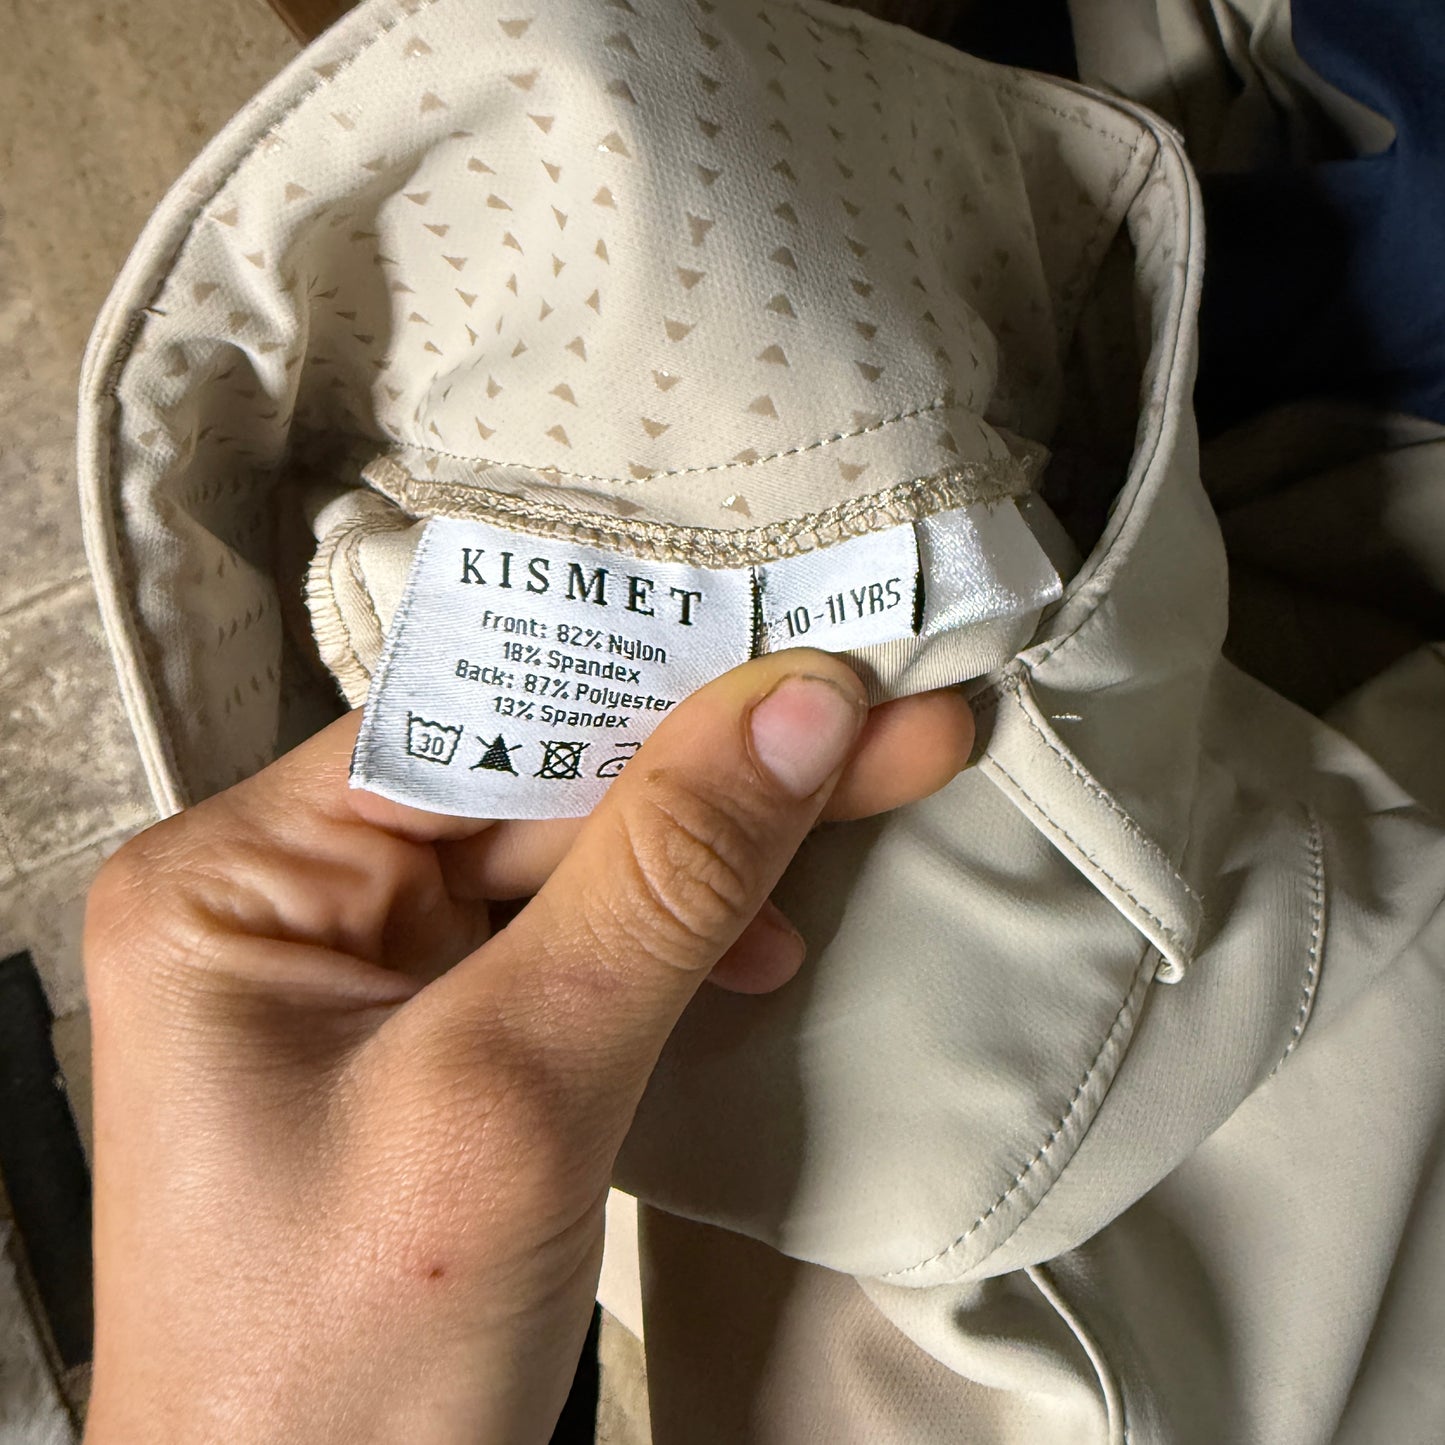 KISMET
Front: 82% Nylon
18% Spandex
Back: 87% Polyester
13% Spandex
30
10-11 YRS